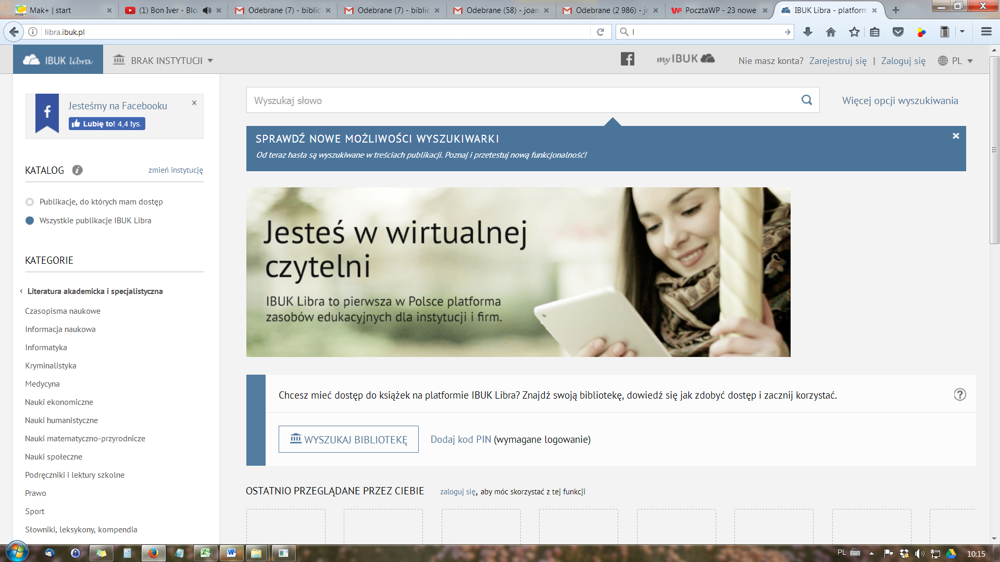 Mak+ | start
(1) Bon Iver - Blo
Odebrane (7) - biblic
Odebrane (7) - biblic
Odebrane (58) - joan
Odebrane (2 986) - jo
PocztaWP - 23 nowe
IBUK Libra - platform
libra.ibuk.pl
l
IBUK libra
BRAK INSTYTUCJI
myIBUK
Nie masz konta? Zarejestruj się | Zaloguj się
PL
Jesteśmy na Facebooku
Lubię to! 4,4 tys.
Wyszukaj słowo
Więcej opcji wyszukiwania
SPRAWDŹ NOWE MOŻLIWOŚCI WYSZUKIWARKI
Od teraz hasła są wyszukiwane w treściach publikacji. Poznaj i przetestuj nową funkcjonalność!
KATALOG
zmień instytucję
Publikacje, do których mam dostęp
Wszystkie publikacje IBUK Libra
KATEGORIE
Literatura akademicka i specjalistyczna
Czasopisma naukowe
Informacja naukowa
Informatyka
Kryminalistyka
Medycyna
Nauki ekonomiczne
Nauki humanistyczne
Nauki matematyczno-przyrodnicze
Nauki społeczne
Podręczniki i lektury szkolne
Prawo
Sport
Słowniki, leksykony, kompendia
Jesteś w wirtualnej
czytelni
IBUK Libra to pierwsza w Polsce platforma
zasobów edukacyjnych dla instytucji i firm.
Chcesz mieć dostęp do książek na platformie IBUK Libra? Znajdź swoją bibliotekę, dowiedź się jak zdobyć dostęp i zacznij korzystać.
WYSZUKAJ BIBLIOTEKĘ
Dodaj kod PIN (wymagane logowanie)
OSTATNIO PRZEGLĄDANE PRZEZ CIEBIE
zaloguj się, aby móc skorzystać z tej funkcji
PL
10:15